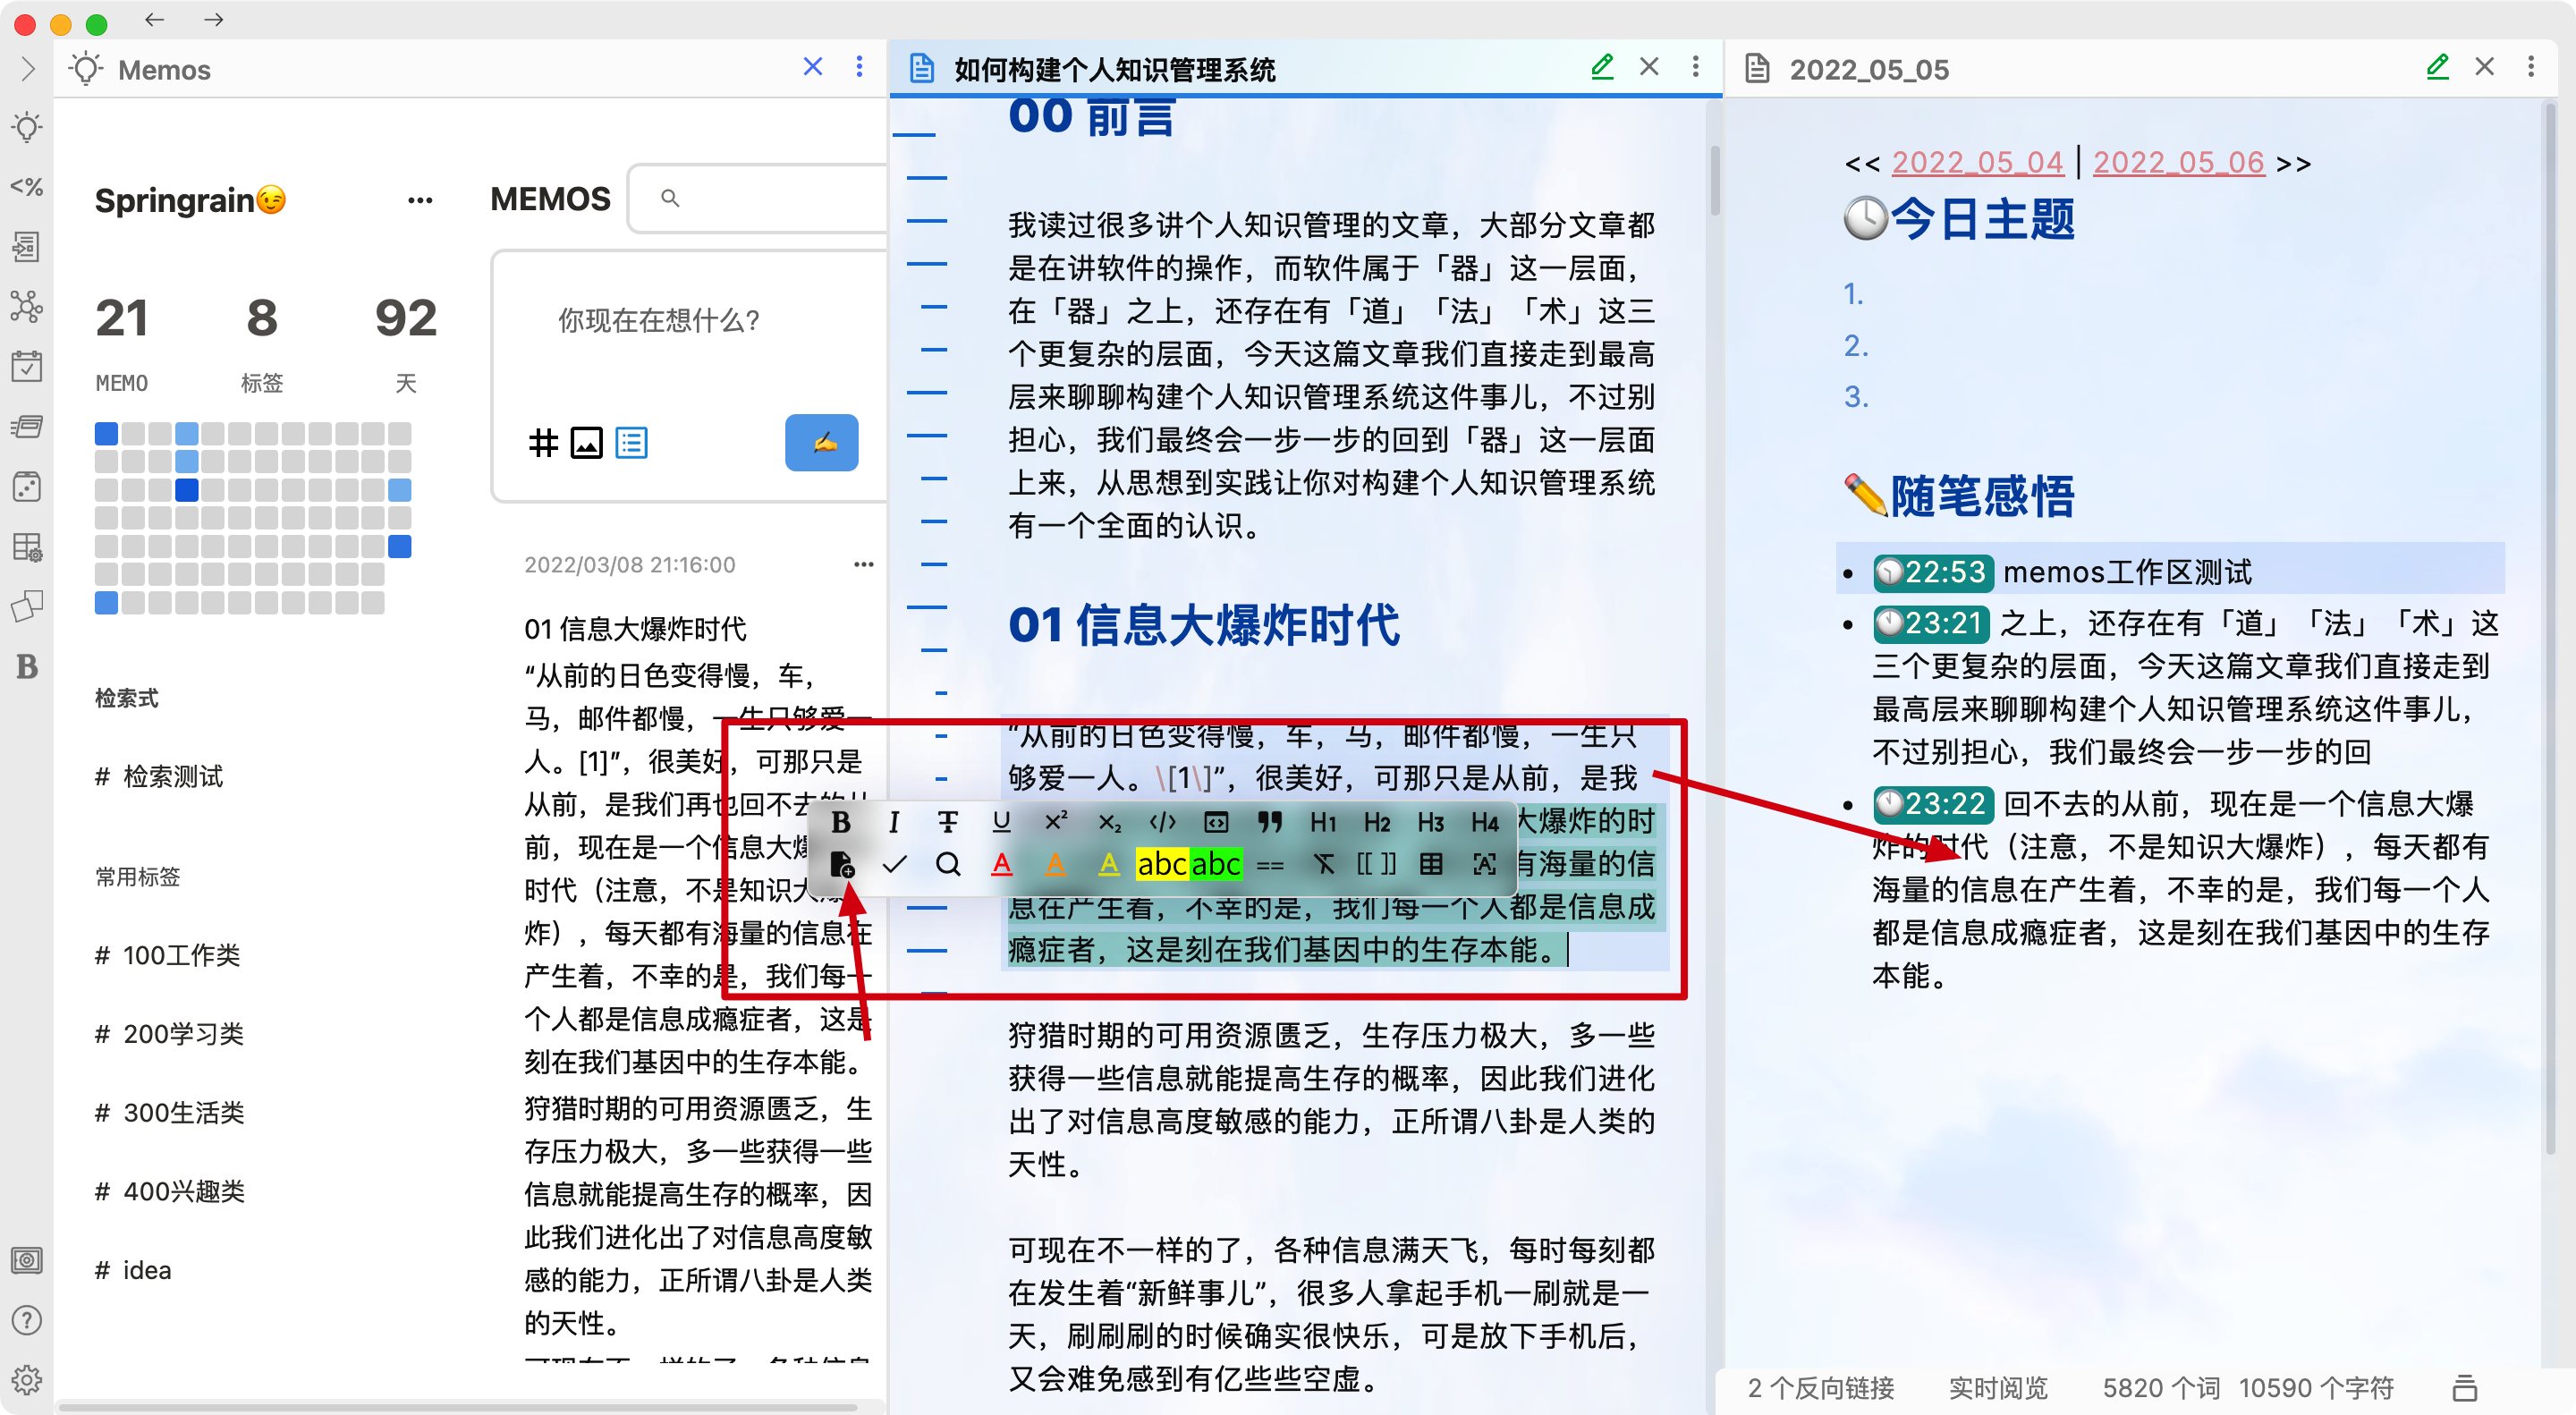 Memos
Springrain
21
8
92
MEMO
标签
天
检索式
# 检索测试
常用标签
# 100工作类
# 200学习类
# 300生活类
# 400兴趣类
# idea
MEMOS
你现在在想什么?
2022/03/08 21:16:00
01 信息大爆炸时代
“从前的日色变得慢，车，
马，邮件都慢，一生只够爱一
人。[1]”，很美好，可那只是
从前，是我们再也回不去的从
前，现在是一个信息大爆
时代（注意，不是知识大爆
炸），每天都有海量的信息在
产生着，不幸的是，我们每一
个人都是信息成瘾症者，这是
刻在我们基因中的生存本能。
狩猎时期的可用资源匮乏，生
存压力极大，多一些获得一些
信息就能提高生存的概率，因
此我们进化出了对信息高度敏
感的能力，正所谓八卦是人类
的天性。
如何构建个人知识管理系统
00 前言
我读过很多讲个人知识管理的文章，大部分文章都
是在讲软件的操作，而软件属于「器」这一层面，
在「器」之上，还存在有「道」「法」「术」这三
个更复杂的层面，今天这篇文章我们直接走到最高
层来聊聊构建个人知识管理系统这件事儿，不过别
担心，我们最终会一步一步的回到「器」这一层面
上来，从思想到实践让你对构建个人知识管理系统
有一个全面的认识。
01 信息大爆炸时代
“从前的日色变得慢，车，马，邮件都慢，一生只
够爱一人。\[1\]”，很美好，可那只是从前，是我
大爆炸的时
有海量的信
息在产生着，不幸的是，我们每一个人都是信息成
瘾症者，这是刻在我们基因中的生存本能。
B I T U x² x₂ </> H1 H2 H3 H4
A A A abc abc == [[ ]]
狩猎时期的可用资源匮乏，生存压力极大，多一些
获得一些信息就能提高生存的概率，因此我们进化
出了对信息高度敏感的能力，正所谓八卦是人类的
天性。
可现在不一样的了，各种信息满天飞，每时每刻都
在发生着“新鲜事儿”，很多人拿起手机一刷就是一
天，刷刷刷的时候确实很快乐，可是放下手机后，
又会难免感到有亿些些空虚。
2022_05_05
<< 2022_05_04 | 2022_05_06 >>
今日主题
1.
2.
3.
随笔感悟
22:53 memos工作区测试
23:21 之上，还存在有「道」「法」「术」这
三个更复杂的层面，今天这篇文章我们直接走到
最高层来聊聊构建个人知识管理系统这件事儿，
不过别担心，我们最终会一步一步的回
23:22 回不去的从前，现在是一个信息大爆
炸的时代（注意，不是知识大爆炸），每天都有
海量的信息在产生着，不幸的是，我们每一个人
都是信息成瘾症者，这是刻在我们基因中的生存
本能。
2 个反向链接 实时阅览 5820 个词 10590 个字符
<%
B